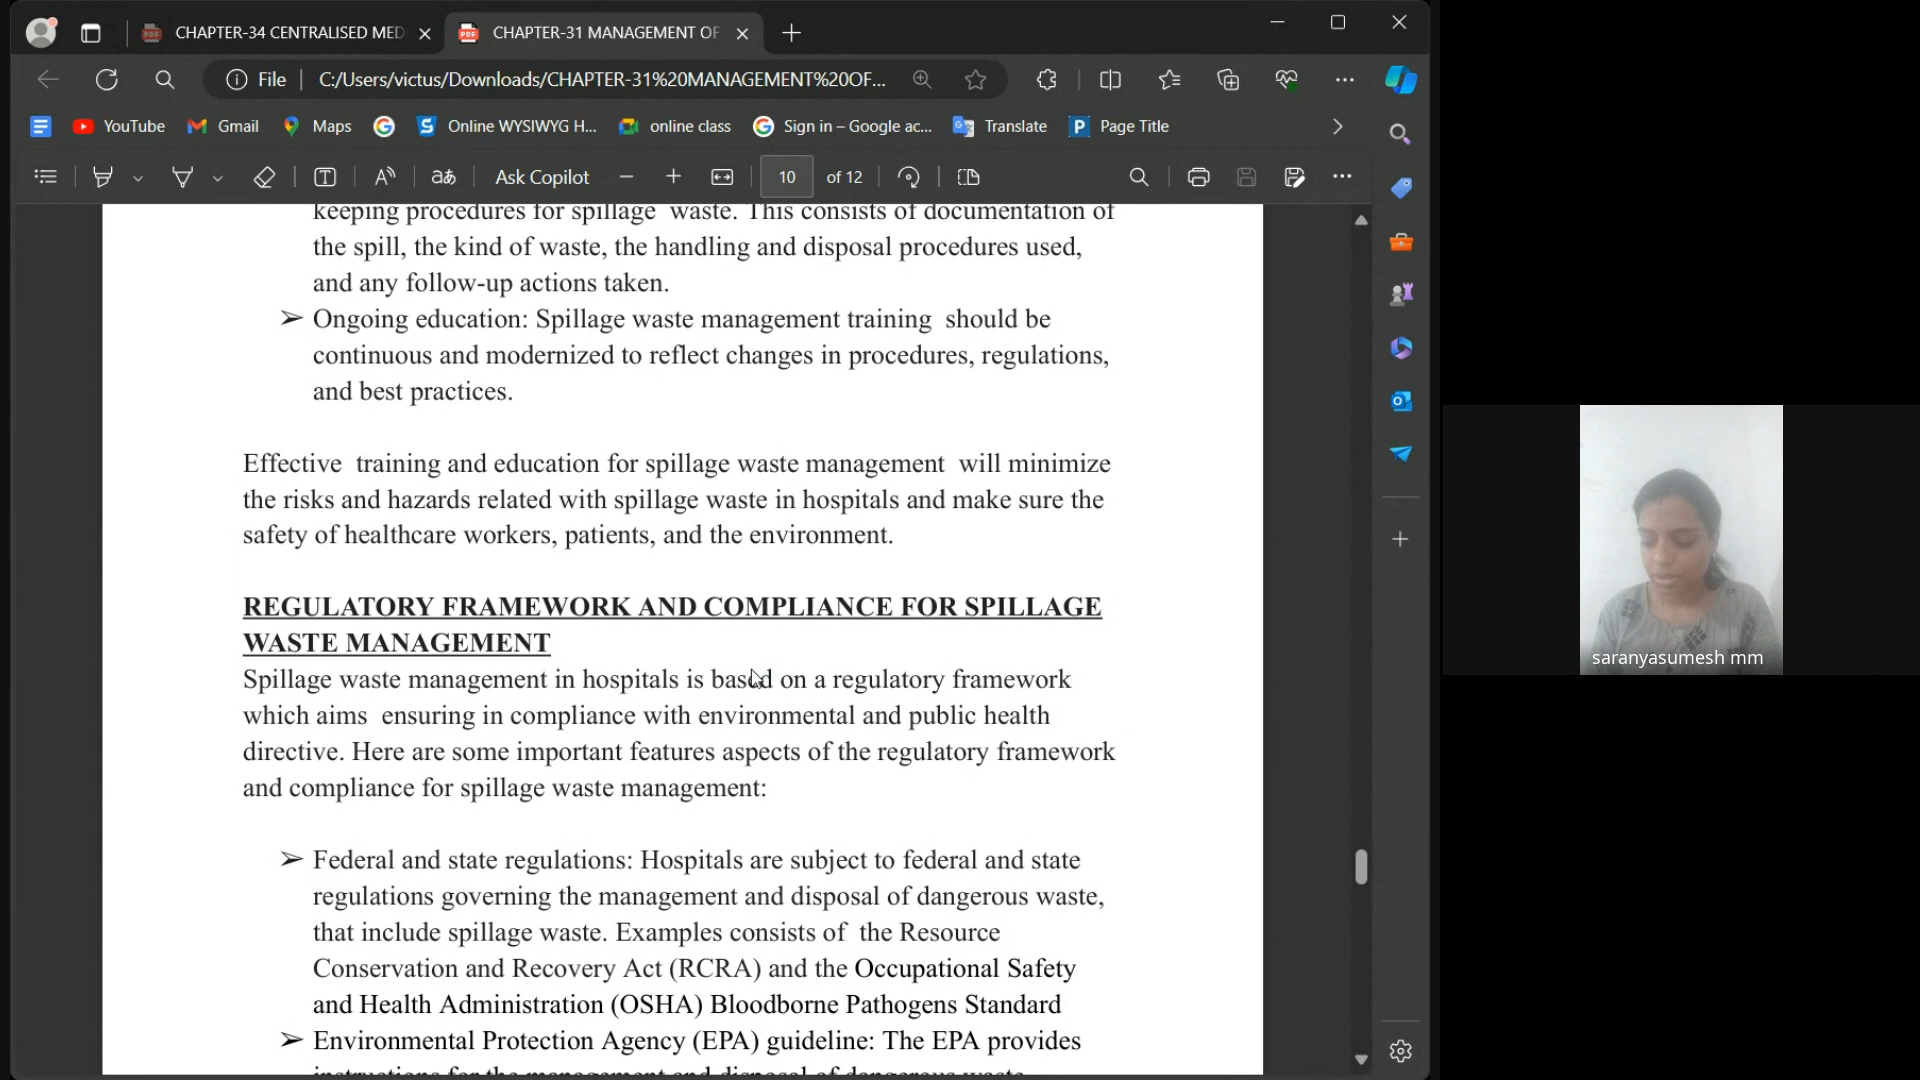 CHAPTER-34 CENTRALISED MED
CHAPTER-31 MANAGEMENT OF
File
C:/Users/victus/Downloads/CHAPTER-31%20MANAGEMENT%20OF...
YouTube
Gmail
Maps
Online WYSIWYG H...
online class
Sign in – Google ac...
Translate
Page Title
Ask Copilot
10
of 12
keeping procedures for spillage waste. This consists of documentation of
the spill, the kind of waste, the handling and disposal procedures used,
and any follow-up actions taken.
➢ Ongoing education: Spillage waste management training should be
continuous and modernized to reflect changes in procedures, regulations,
and best practices.
Effective training and education for spillage waste management will minimize
the risks and hazards related with spillage waste in hospitals and make sure the
safety of healthcare workers, patients, and the environment.
REGULATORY FRAMEWORK AND COMPLIANCE FOR SPILLAGE
WASTE MANAGEMENT
Spillage waste management in hospitals is based on a regulatory framework
which aims ensuring in compliance with environmental and public health
directive. Here are some important features aspects of the regulatory framework
and compliance for spillage waste management:
➢ Federal and state regulations: Hospitals are subject to federal and state
regulations governing the management and disposal of dangerous waste,
that include spillage waste. Examples consists of the Resource
Conservation and Recovery Act (RCRA) and the Occupational Safety
and Health Administration (OSHA) Bloodborne Pathogens Standard
➢ Environmental Protection Agency (EPA) guideline: The EPA provides
instructions for the management and disposal of dangerous waste
saranyasumesh mm